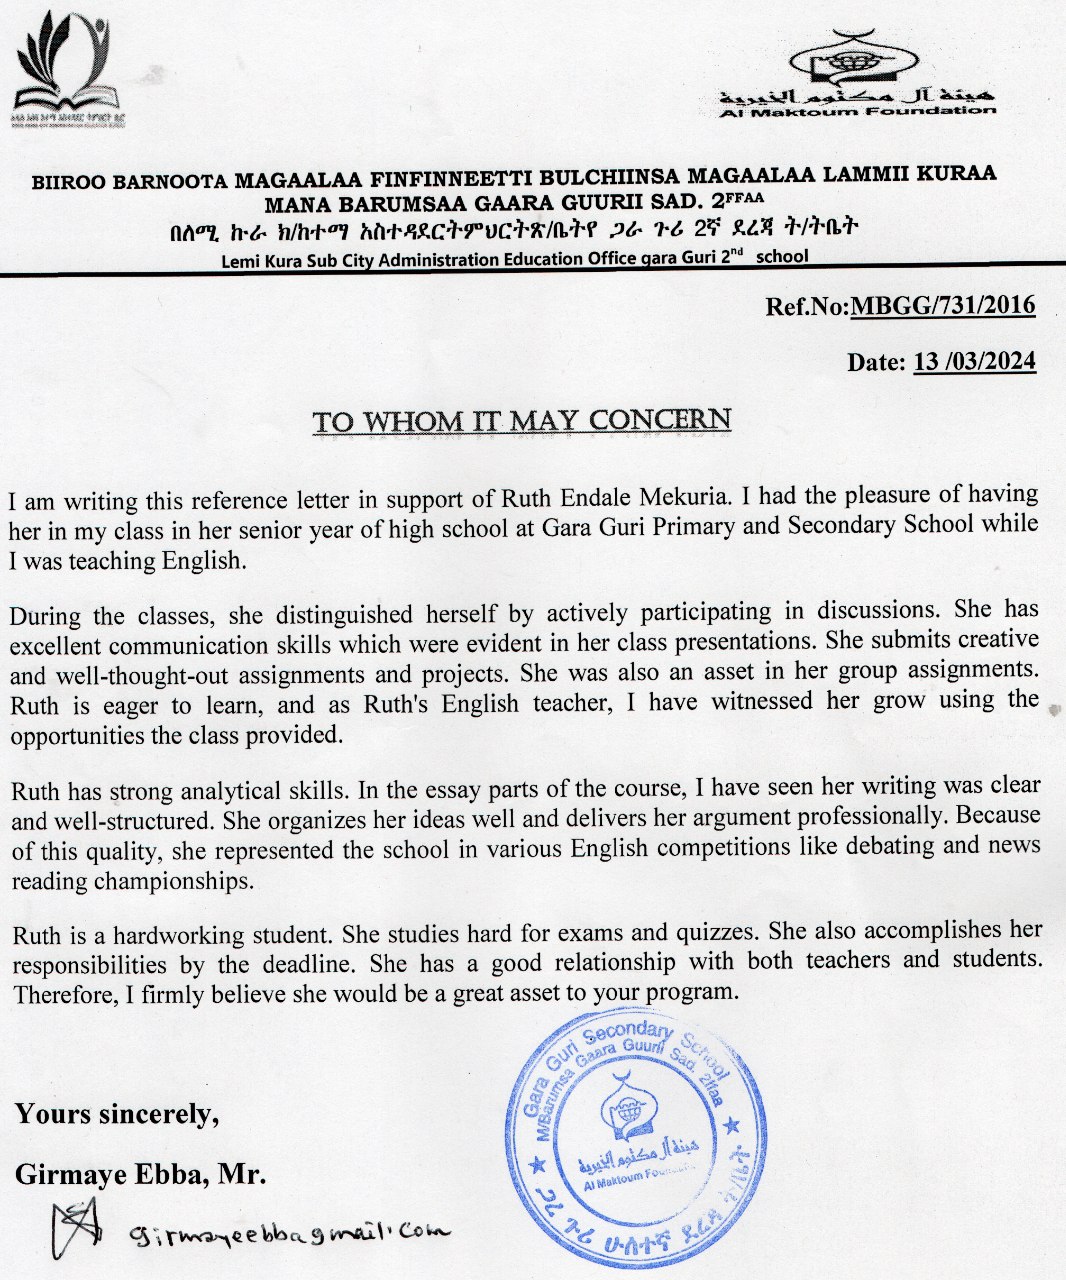 هيئة آل مكتوم الخيرية
Al Maktoum Foundation
BIIROO BARNOOTA MAGAALAA FINFINNEETTI BULCHIINSA MAGAALAA LAMMII KURAA
MANA BARUMSAA GAARA GUURII SAD. 2FFAA
በለሚ ኩራ ክ/ከተማ አስተዳደርትምህርትጽ/ቤትየ ጋራ ጉሪ 2ኛ ደረጃ ት/ትቤት
Lemi Kura Sub City Administration Education Office gara Guri 2nd school
Ref.No:MBGG/731/2016
Date: 13 /03/2024
TO WHOM IT MAY CONCERN
I am writing this reference letter in support of Ruth Endale Mekuria. I had the pleasure of having
her in my class in her senior year of high school at Gara Guri Primary and Secondary School while
I was teaching English.
During the classes, she distinguished herself by actively participating in discussions. She has
excellent communication skills which were evident in her class presentations. She submits creative
and well-thought-out assignments and projects. She was also an asset in her group assignments.
Ruth is eager to learn, and as Ruth's English teacher, I have witnessed her grow using the
opportunities the class provided.
Ruth has strong analytical skills. In the essay parts of the course, I have seen her writing was clear
and well-structured. She organizes her ideas well and delivers her argument professionally. Because
of this quality, she represented the school in various English competitions like debating and news
reading championships.
Ruth is a hardworking student. She studies hard for exams and quizzes. She also accomplishes her
responsibilities by the deadline. She has a good relationship with both teachers and students.
Therefore, I firmly believe she would be a great asset to your program.
Yours sincerely,
Girmaye Ebba, Mr.
girmayeebbagmail.com
Gara Guri Secondary School
M/Barumsa Gaara Guurii Sad. 2ffaa
هيئة آل مكتوم الخيرية
Al Maktoum
ጋራ ጉሪ ሁለተኛ ደረጃ